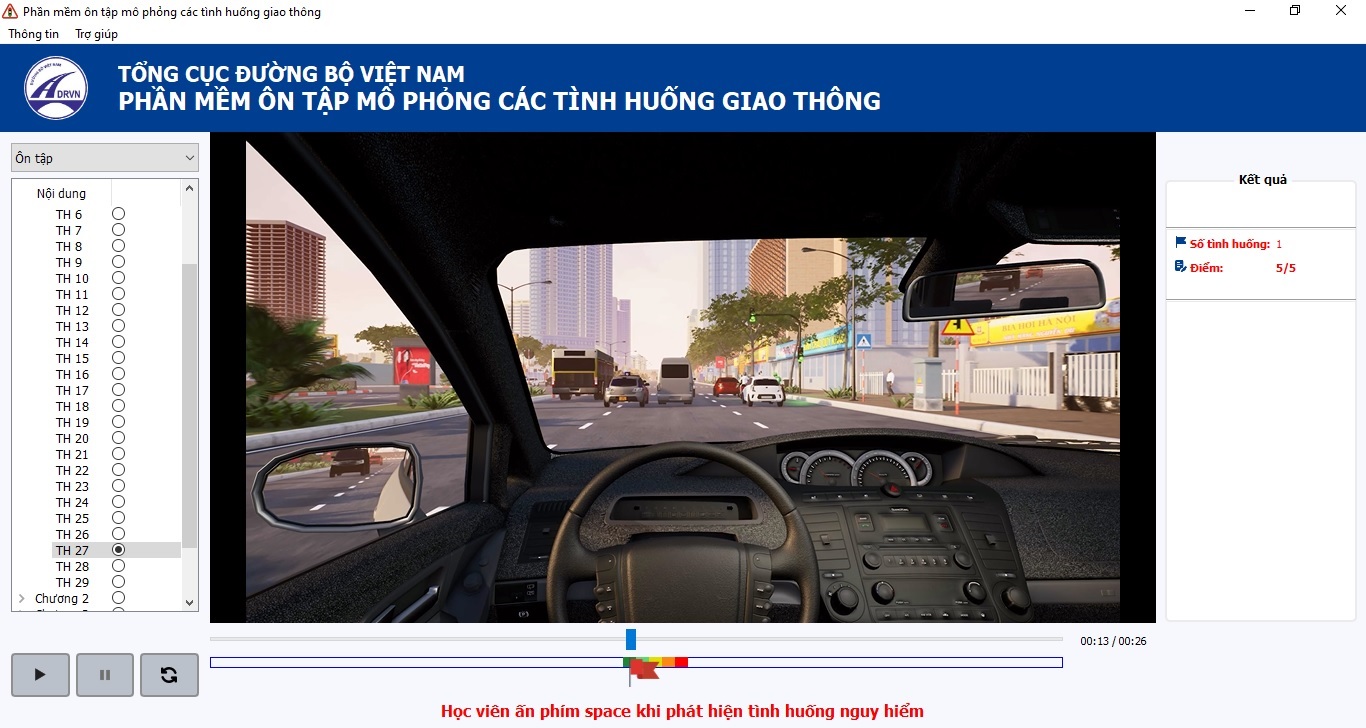 Phần mềm ôn tập mô phỏng các tình huống giao thông
Thông tin Trợ giúp
ĐƯỜNG BỘ VIỆT NAM
DRVN
TỔNG CỤC ĐƯỜNG BỘ VIỆT NAM
PHẦN MỀM ÔN TẬP MÔ PHỎNG CÁC TÌNH HUỐNG GIAO THÔNG
Ôn tập
Nội dung
TH 6
TH 7
TH 8
TH 9
TH 10
TH 11
TH 12
TH 13
TH 14
TH 15
TH 16
TH 17
TH 18
TH 19
TH 20
TH 21
TH 22
TH 23
TH 24
TH 25
TH 26
TH 27
TH 28
TH 29
Chương 2
BIA HƠI HÀ NỘI
Kết quả
Số tình huống: 1
Điểm: 5/5
00:13 / 00:26
Học viên ấn phím space khi phát hiện tình huống nguy hiểm